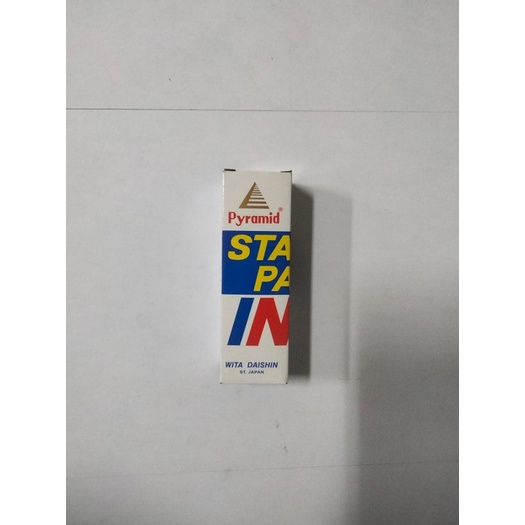 Pyramid®
STA
PA
IN
WITA DAISHIN
ST. JAPAN